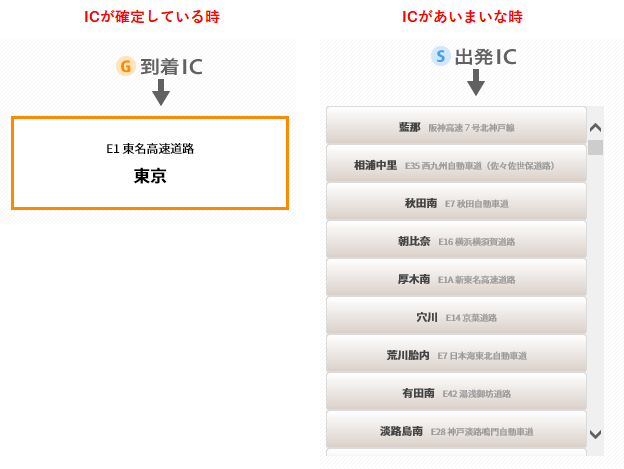 ICが確定している時
G 到着IC
E1 東名高速道路
東京
ICがあいまいな時
S 出発IC
藍那 阪神高速７号北神戸線
相浦中里 E35 西九州自動車道（佐々佐世保道路）
秋田南 E7 秋田自動車道
朝比奈 E16 横浜横須賀道路
厚木南 E1A 新東名高速道路
穴川 E14 京葉道路
荒川胎内 E7 日本海東北自動車道
有田南 E42 湯浅御坊道路
淡路島南 E28 神戸淡路鳴門自動車道